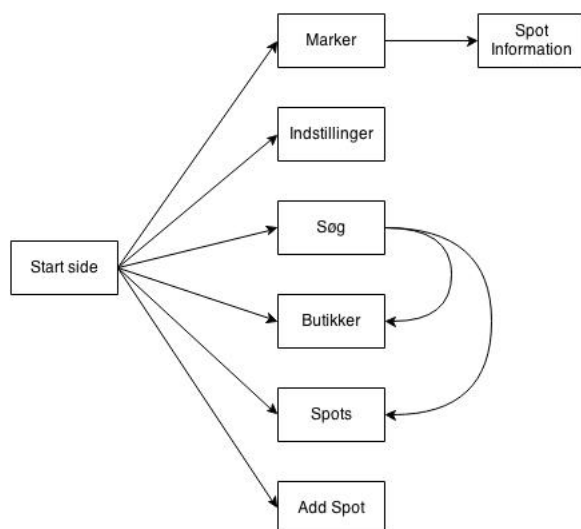 Marker
Spot
Information
Indstillinger
Søg
Start side
Butikker
Spots
Add Spot